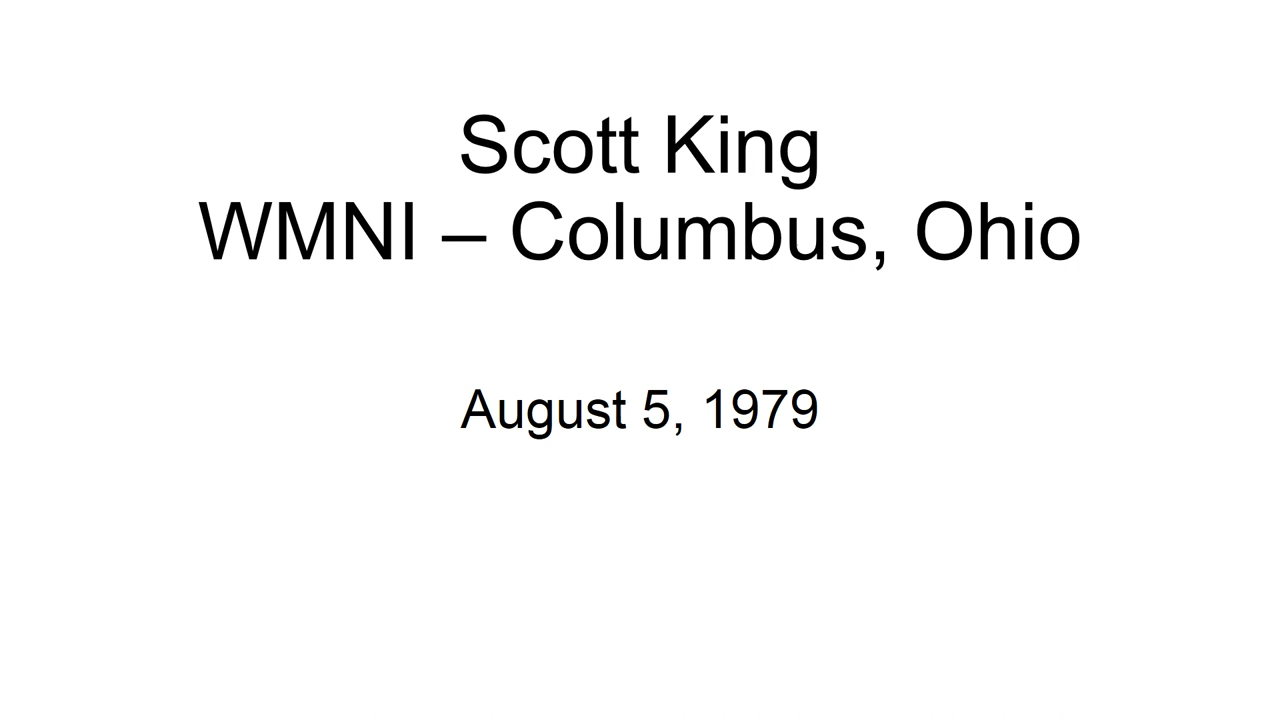 Scott King
WMNI – Columbus, Ohio
August 5, 1979